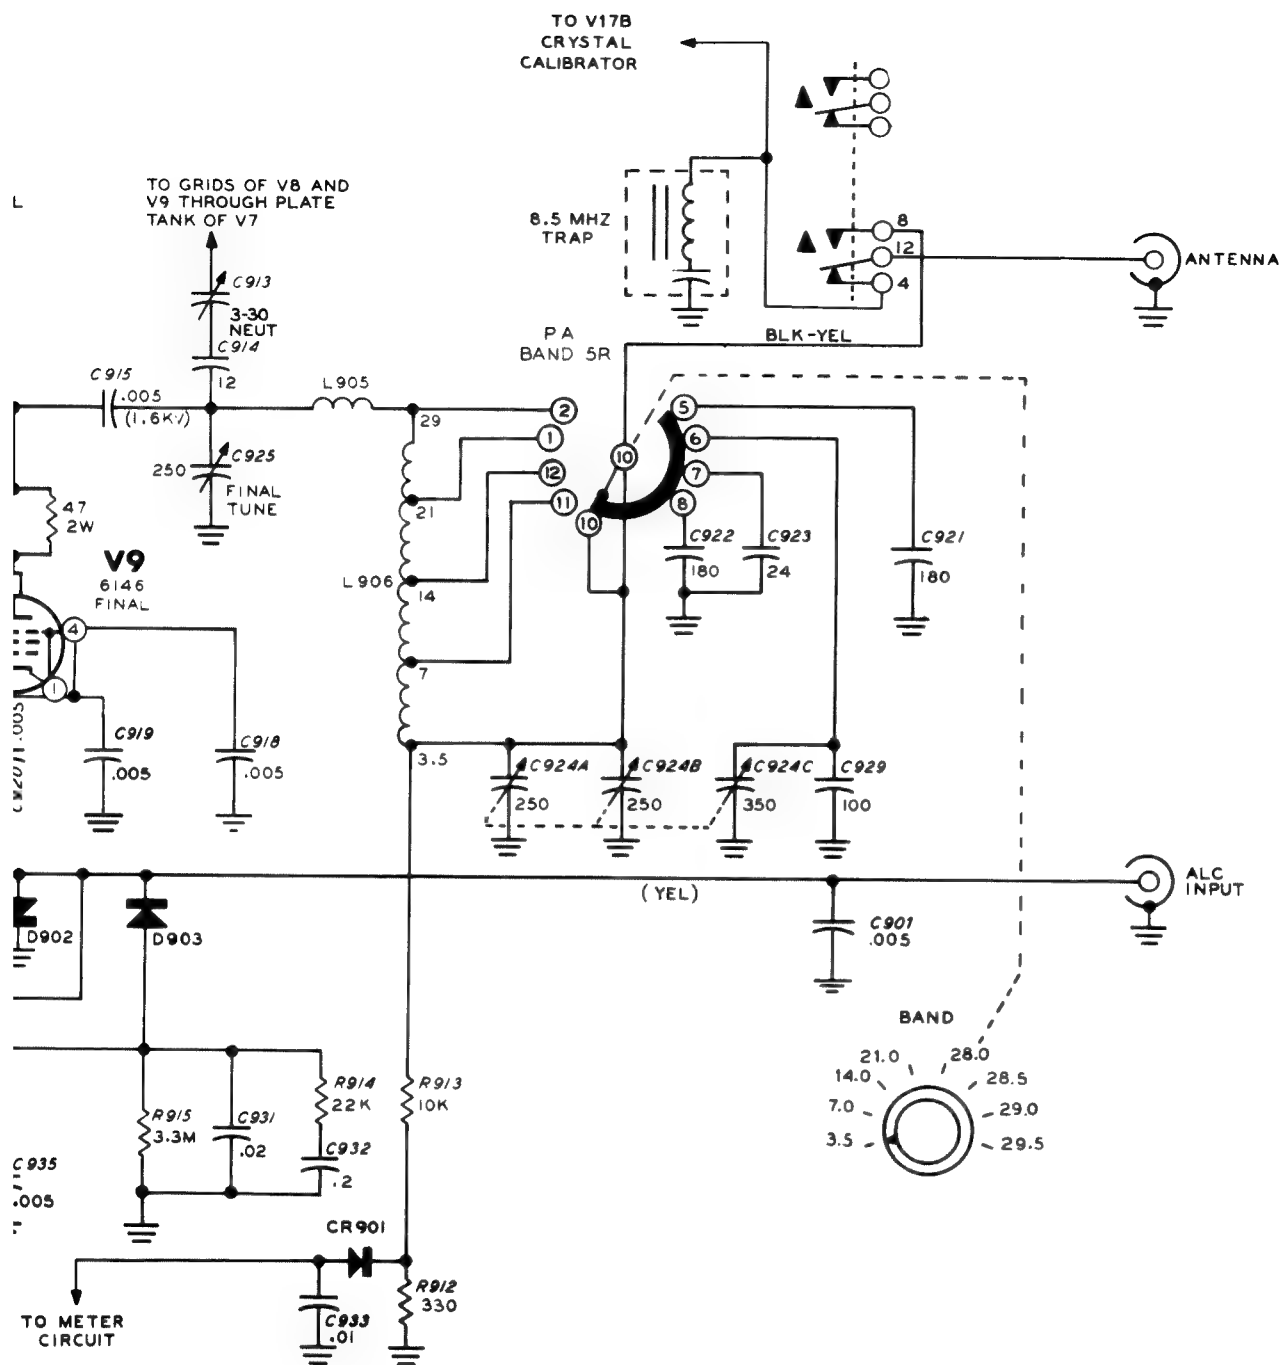 TO V17B
CRYSTAL
CALIBRATOR
TO GRIDS OF V8 AND
V9 THROUGH PLATE
TANK OF V7
L
8.5 MHZ
TRAP
8
12
4
ANTENNA
C913
3-30
NEUT
C914
12
PA
BAND 5R
BLK-YEL
C915
.005
(1.6KV)
L905
29
2
1
12
11
10
10
5
6
7
8
C925
250
FINAL
TUNE
21
47
2W
V9
6146
FINAL
4
1
L906
14
7
3.5
C922
180
C923
24
C921
180
C920
.005
C919
.005
C918
.005
C924A
250
C924B
250
C924C
350
C929
100
(YEL)
ALC
INPUT
D902
D903
C901
.005
BAND
3.5
7.0
14.0
21.0
28.0
28.5
29.0
29.5
R915
3.3M
C931
.02
R914
22K
C932
.2
R913
10K
C935
.005
CR901
C933
.01
R912
330
TO METER
CIRCUIT